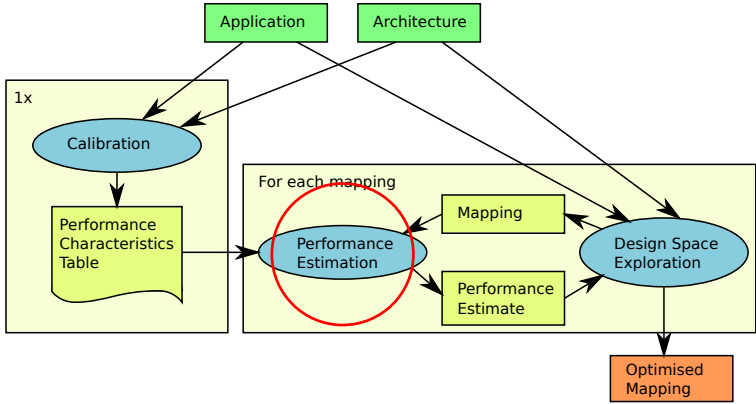 Application
Architecture
1x
Calibration
For each mapping
Performance
Characteristics
Table
Performance
Estimation
Mapping
Performance
Estimate
Design Space
Exploration
Optimised
Mapping